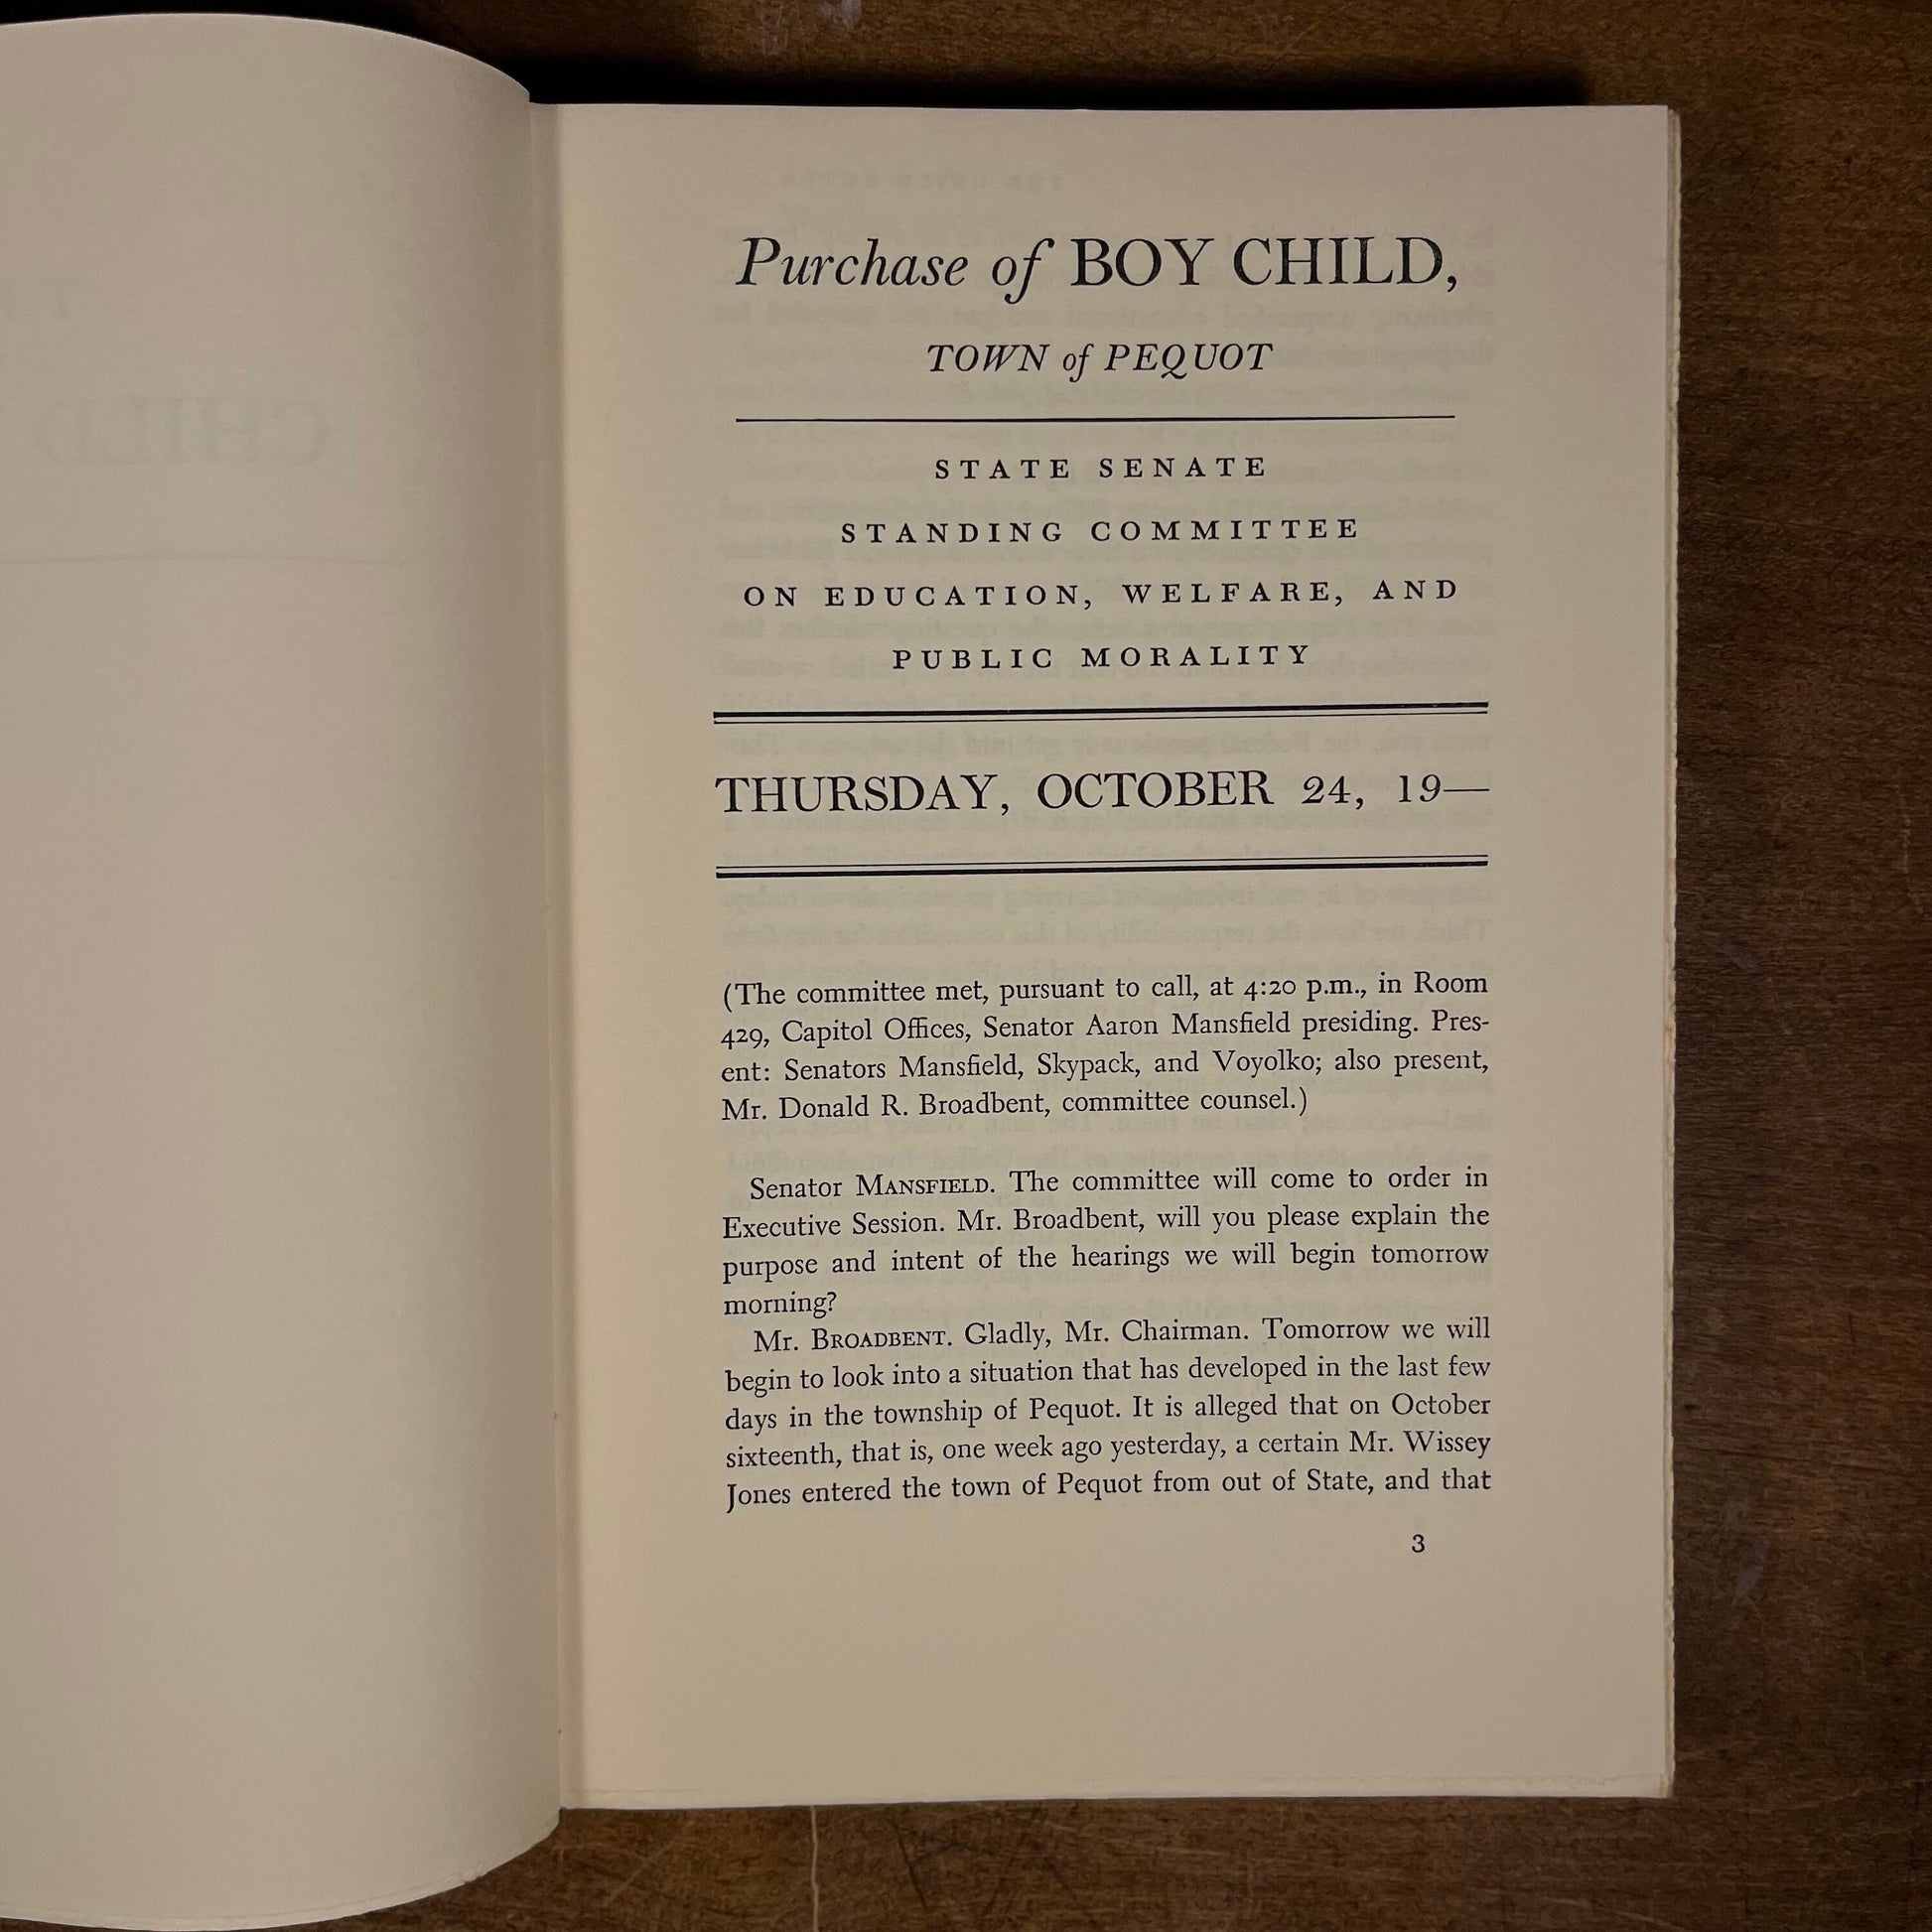 CHILD
Purchase of BOY CHILD,
TOWN of PEQUOT
STATE SENATE
STANDING COMMITTEE
ON EDUCATION, WELFARE, AND
PUBLIC MORALITY
THURSDAY, OCTOBER 24, 19—
(The committee met, pursuant to call, at 4:20 p.m., in Room
429, Capitol Offices, Senator Aaron Mansfield presiding. Pres-
ent: Senators Mansfield, Skypack, and Voyolko; also present,
Mr. Donald R. Broadbent, committee counsel.)
Senator MANSFIELD. The committee will come to order in
Executive Session. Mr. Broadbent, will you please explain the
purpose and intent of the hearings we will begin tomorrow
morning?
Mr. BROADBENT. Gladly, Mr. Chairman. Tomorrow we will
begin to look into a situation that has developed in the last few
days in the township of Pequot. It is alleged that on October
sixteenth, that is, one week ago yesterday, a certain Mr. Wissey
Jones entered the town of Pequot from out of State, and that
3